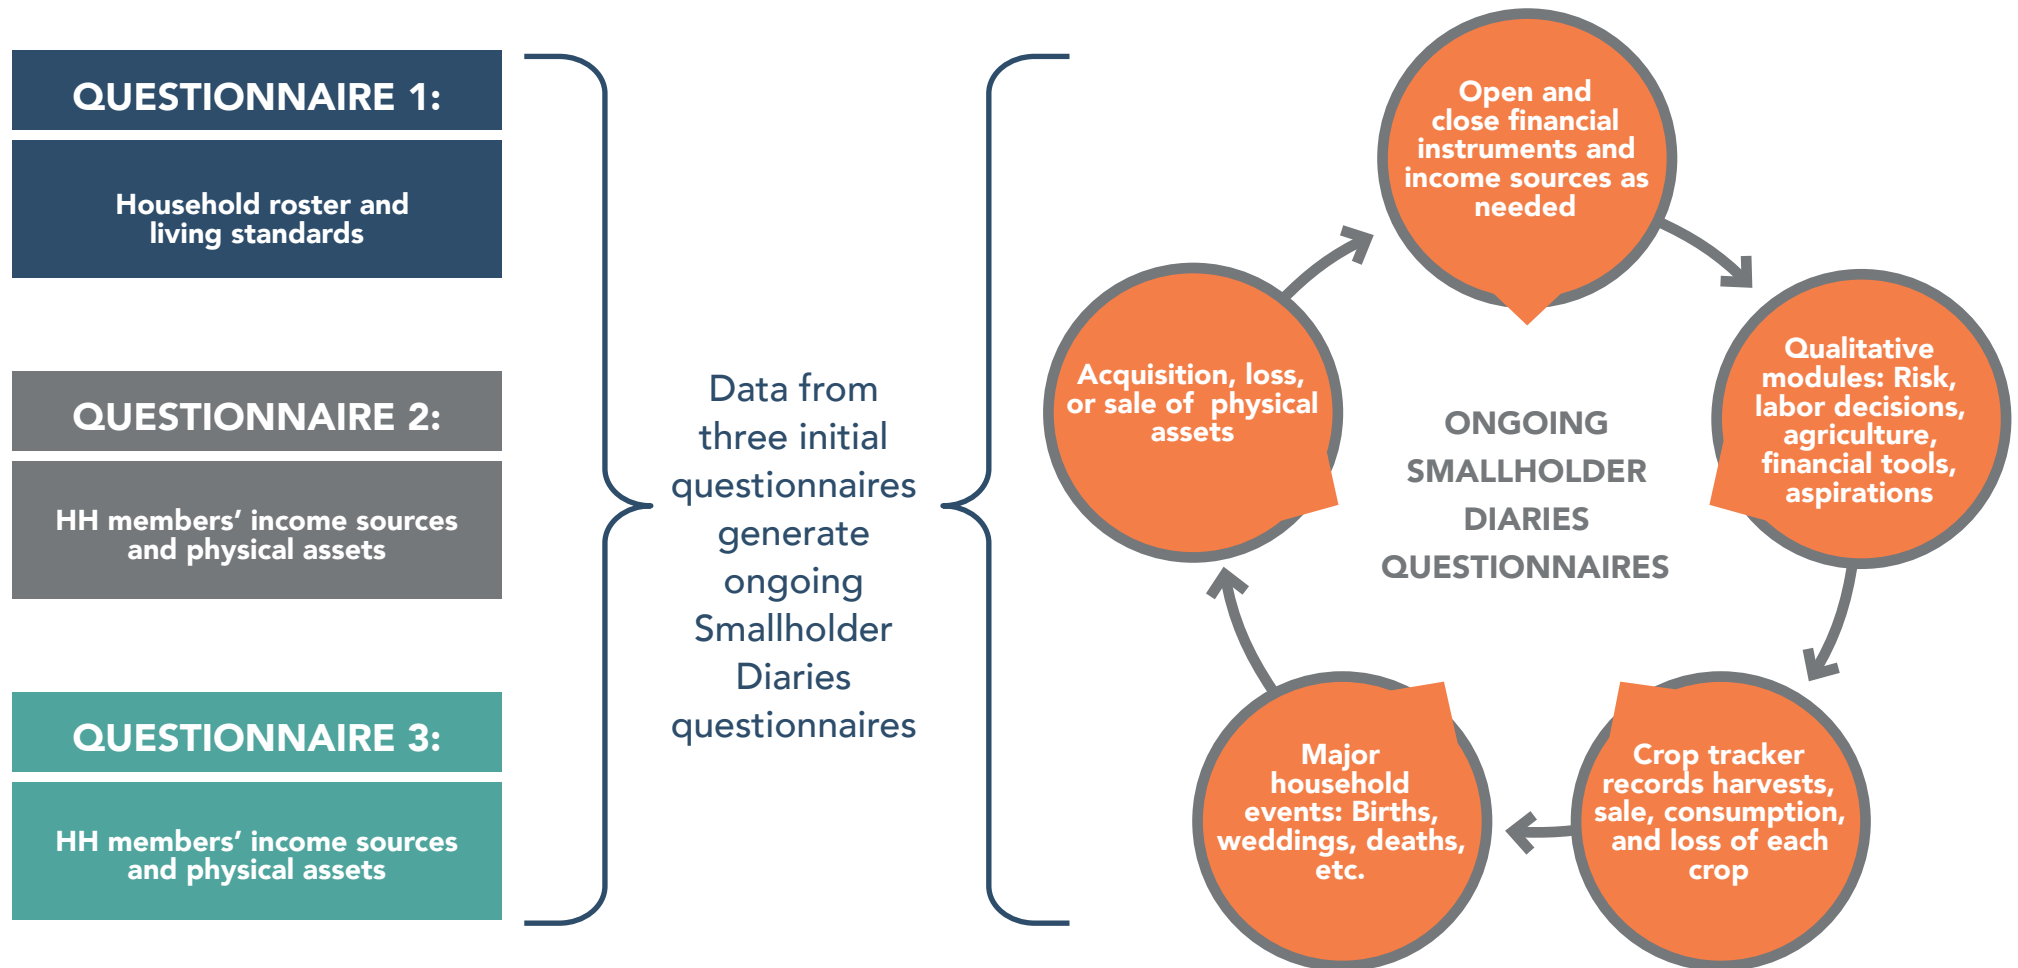 QUESTIONNAIRE 1:
Household roster and
living standards
QUESTIONNAIRE 2:
HH members’ income sources
and physical assets
QUESTIONNAIRE 3:
HH members’ income sources
and physical assets
Data from
three initial
questionnaires
generate
ongoing
Smallholder
Diaries
questionnaires
Open and
close financial
instruments and
income sources as
needed
Qualitative
modules: Risk,
labor decisions,
agriculture,
financial tools,
aspirations
Crop tracker
records harvests,
sale, consumption,
and loss of each
crop
Major
household
events: Births,
weddings, deaths,
etc.
Acquisition, loss,
or sale of physical
assets
ONGOING
SMALLHOLDER
DIARIES
QUESTIONNAIRES